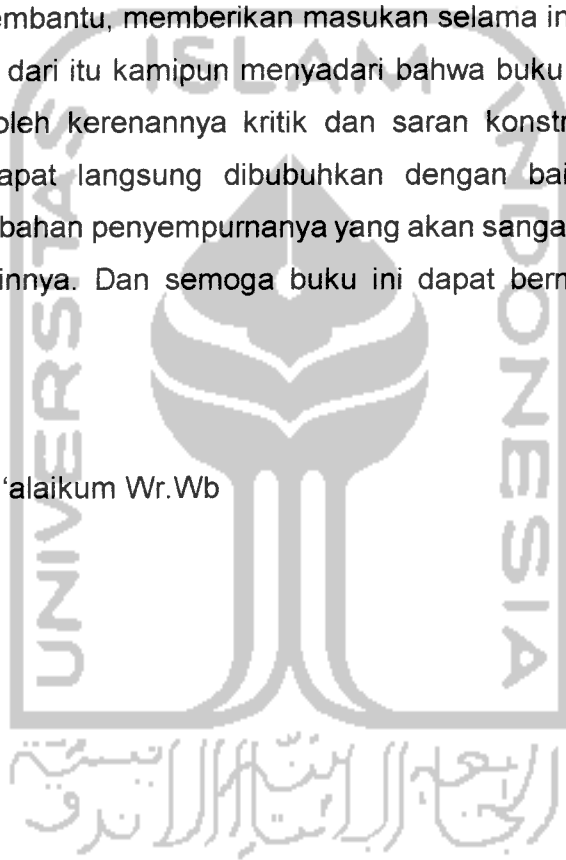 embantu, memberikan masukan selama in
dari itu kamipun menyadari bahwa buku
oleh kerenannya kritik dan saran konstr
apat langsung dibubuhkan dengan bai
bahan penyempurnanya yang akan sanga
innya. Dan semoga buku ini dapat bern
'alaikum Wr.Wb
ISLAM
UNIVERSITAS
INDONESIA